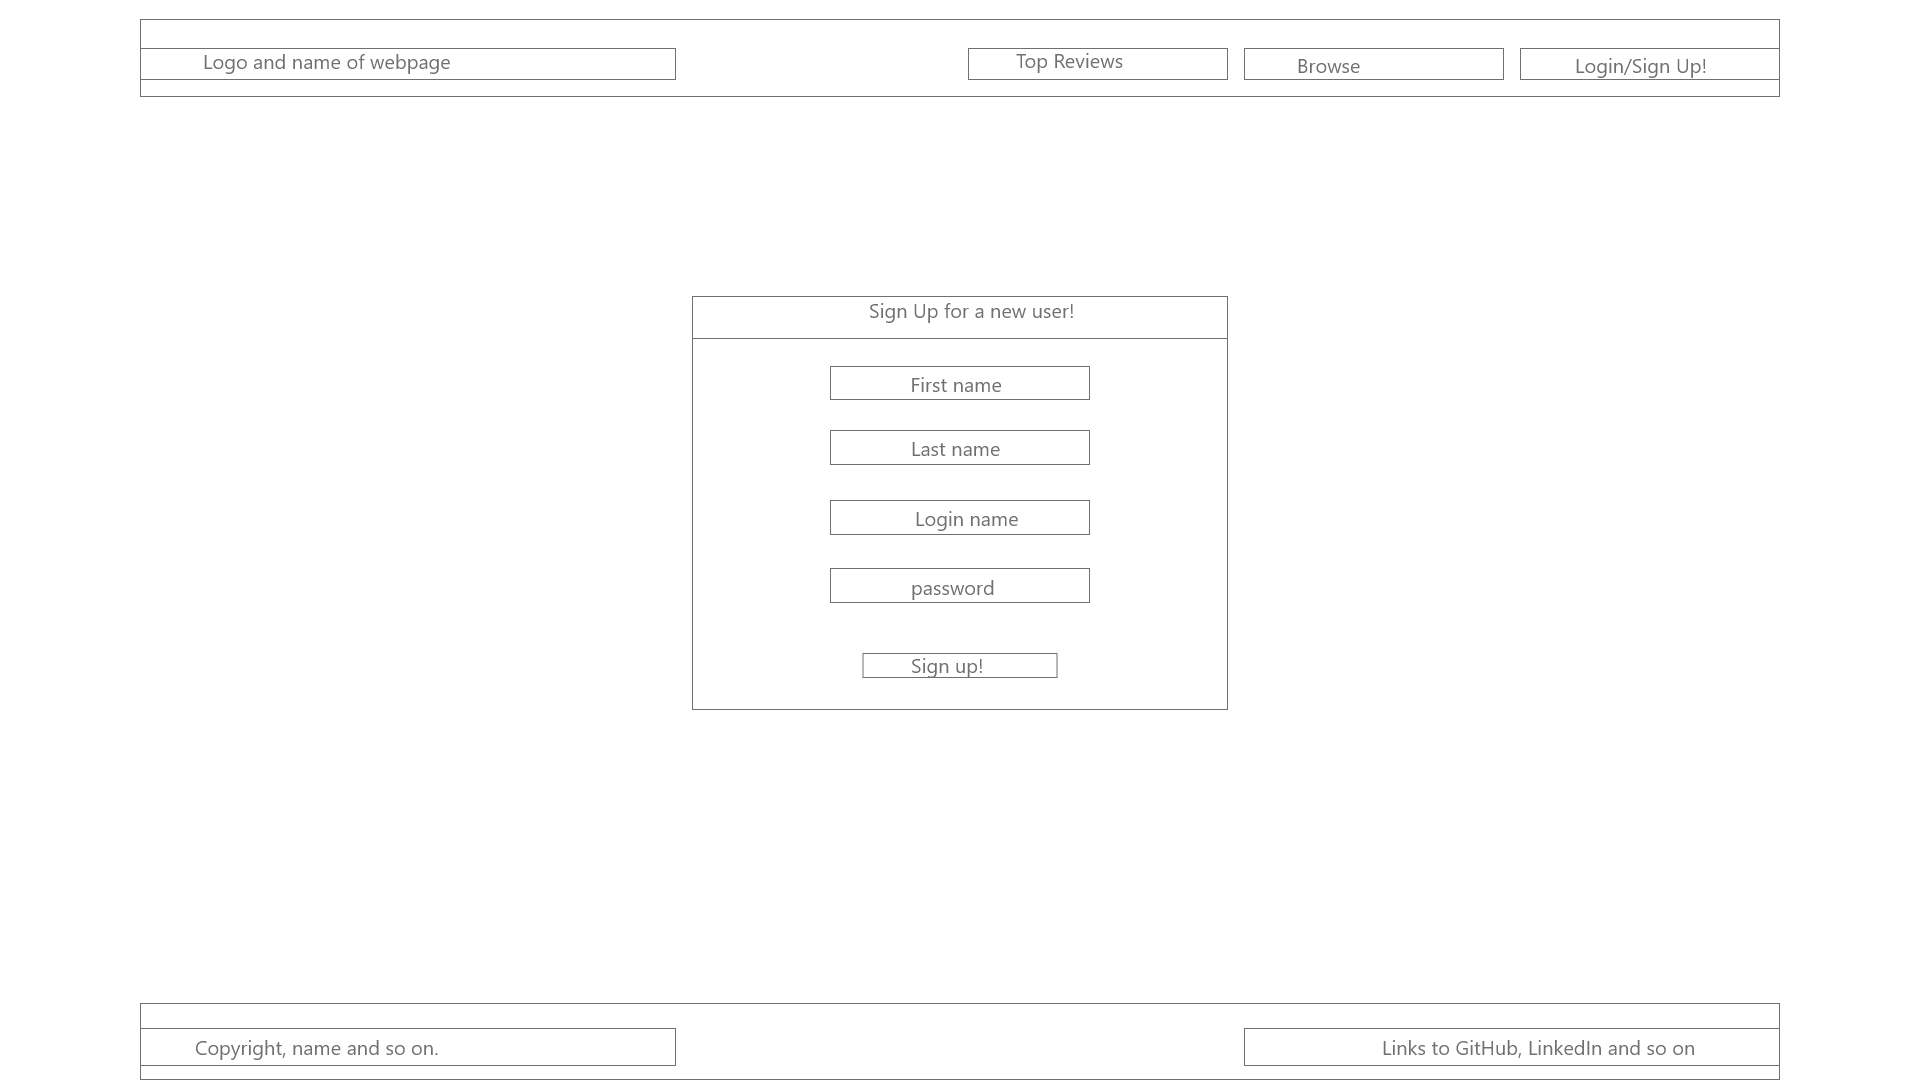 Logo and name of webpage
Top Reviews
Browse
Login/Sign Up!
Sign Up for a new user!
First name
Last name
Login name
password
Sign up!
Copyright, name and so on.
Links to GitHub, LinkedIn and so on